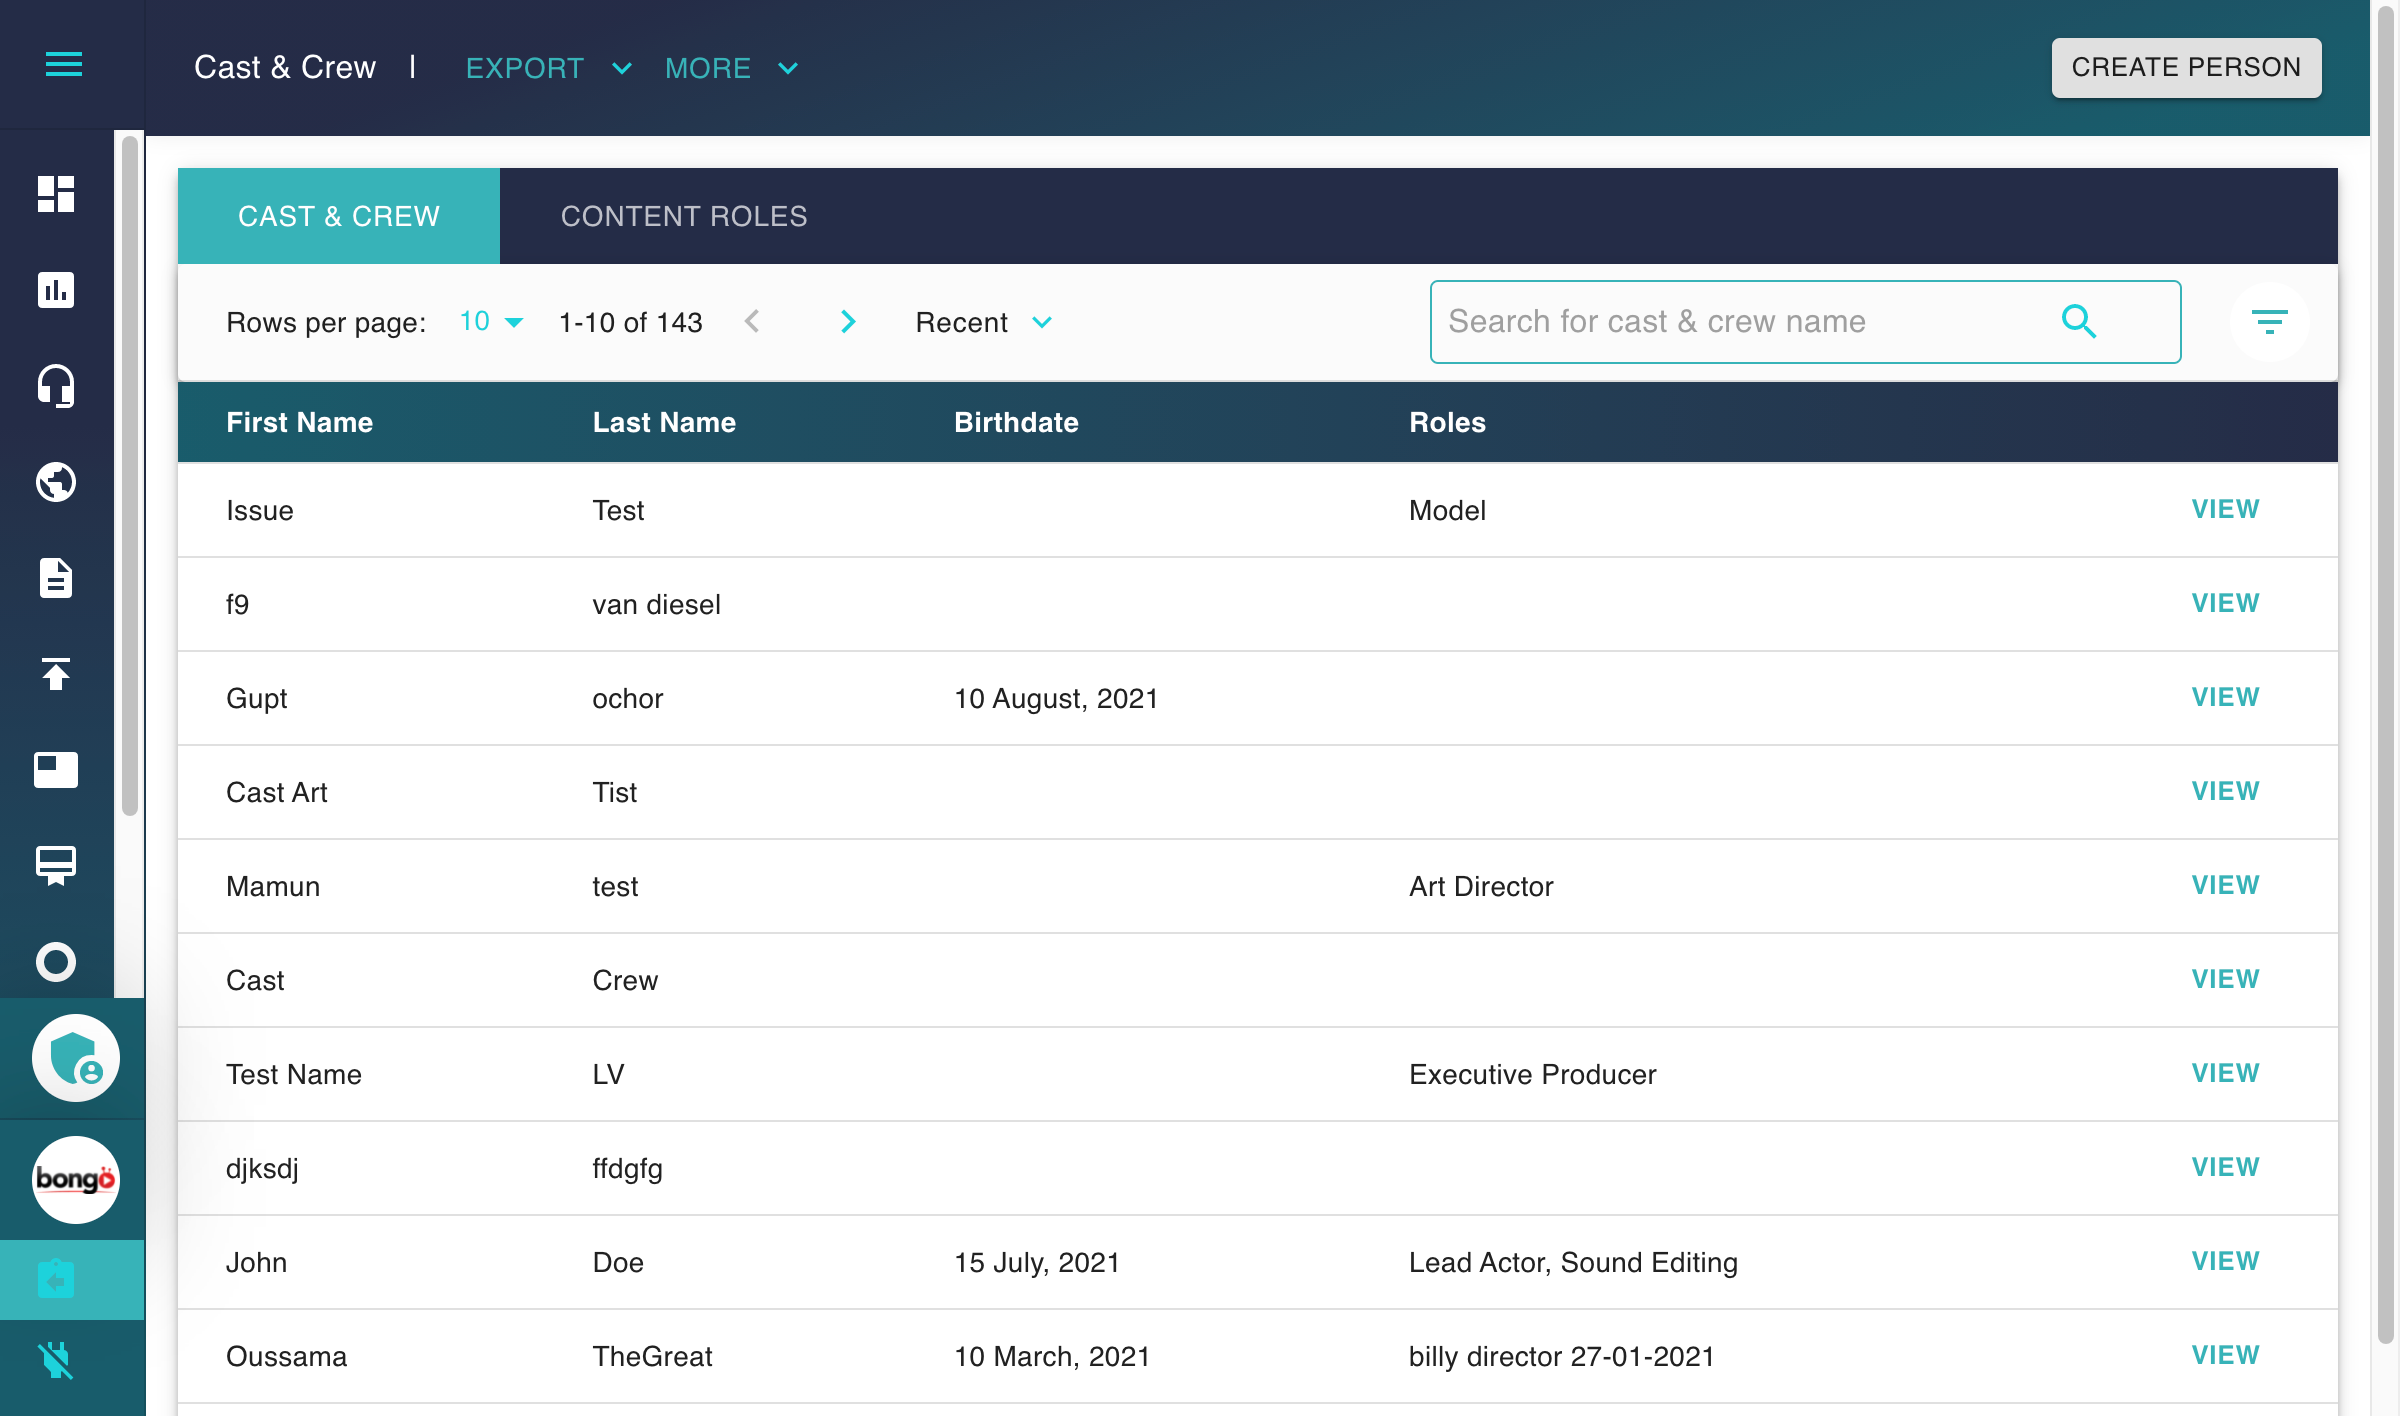 Cast & Crew | EXPORT MORE CREATE PERSON
CAST & CREW CONTENT ROLES
Rows per page: 10 1-10 of 143 Recent Search for cast & crew name
First Name Last Name Birthdate Roles
Issue Test Model VIEW
f9 van diesel VIEW
Gupt ochor 10 August, 2021 VIEW
Cast Art Tist VIEW
Mamun test Art Director VIEW
Cast Crew VIEW
Test Name LV Executive Producer VIEW
djksdj ffdgfg VIEW
John Doe 15 July, 2021 Lead Actor, Sound Editing VIEW
Oussama TheGreat 10 March, 2021 billy director 27-01-2021 VIEW
bongo